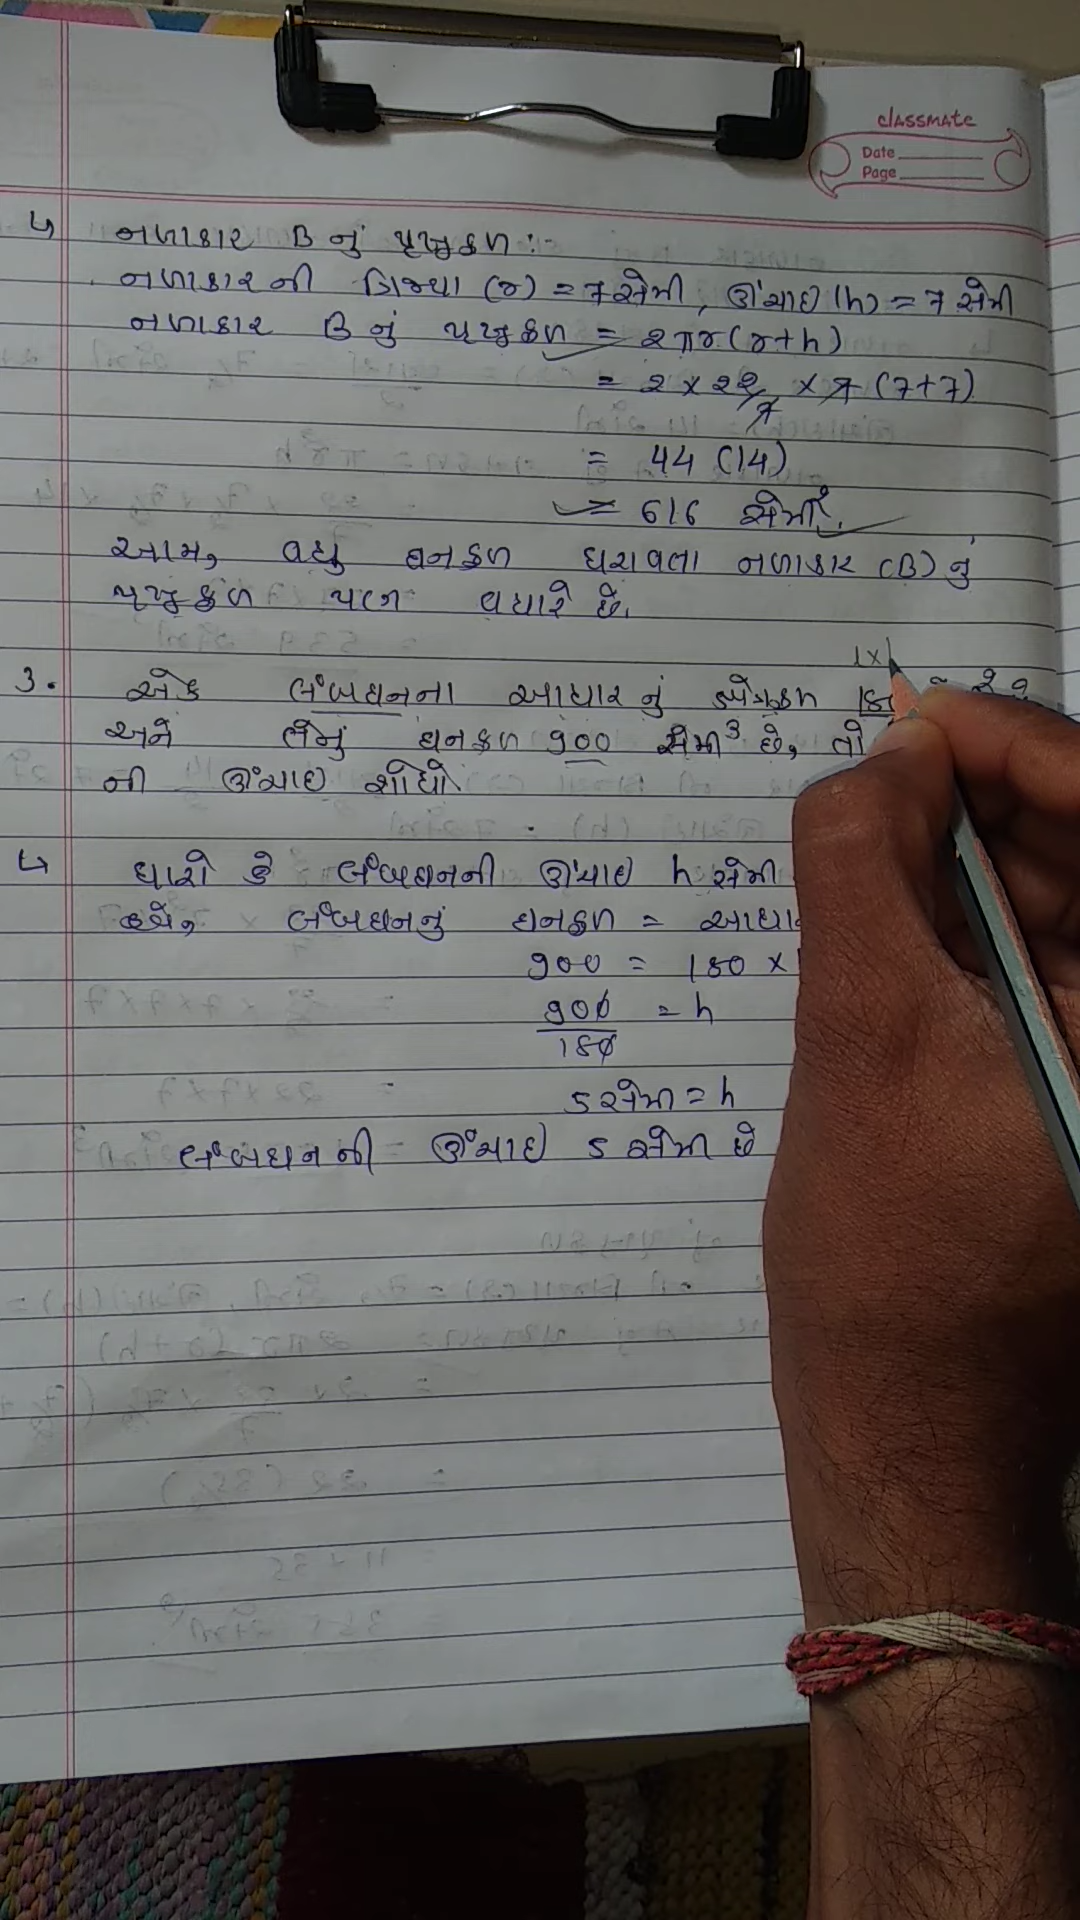 classmate
Date
Page
નળાકાર B નું પૃષ્ઠફળ :-
નળાકાર ની ત્રિજ્યા (r) = 7 સેમી, ઊંચાઇ (h) = 7 સેમી
નળાકાર B નું પૃષ્ઠફળ = 2πr (r+h)
= 2 × 22/7 × 7 (7+7)
= 44 (14)
= 616 સેમી²
આમ, વધુ ઘનફળ ધરાવતા નળાકાર (B) નું
પૃષ્ઠફળ પણ વધારે છે.
1×
3. એક લંબઘનના આધારનું ક્ષેત્રફળ
અને તેનું ઘનફળ 900 સેમી³ છે, તો
ની ઊંચાઇ શોધો.
ધારો કે લંબઘનની ઊંચાઇ h સેમી
હવે, લંબઘનનું ઘનફળ =
900 = 180 ×
900/180 = h
5 સેમી = h
લંબઘનની ઊંચાઇ 5 સેમી છે